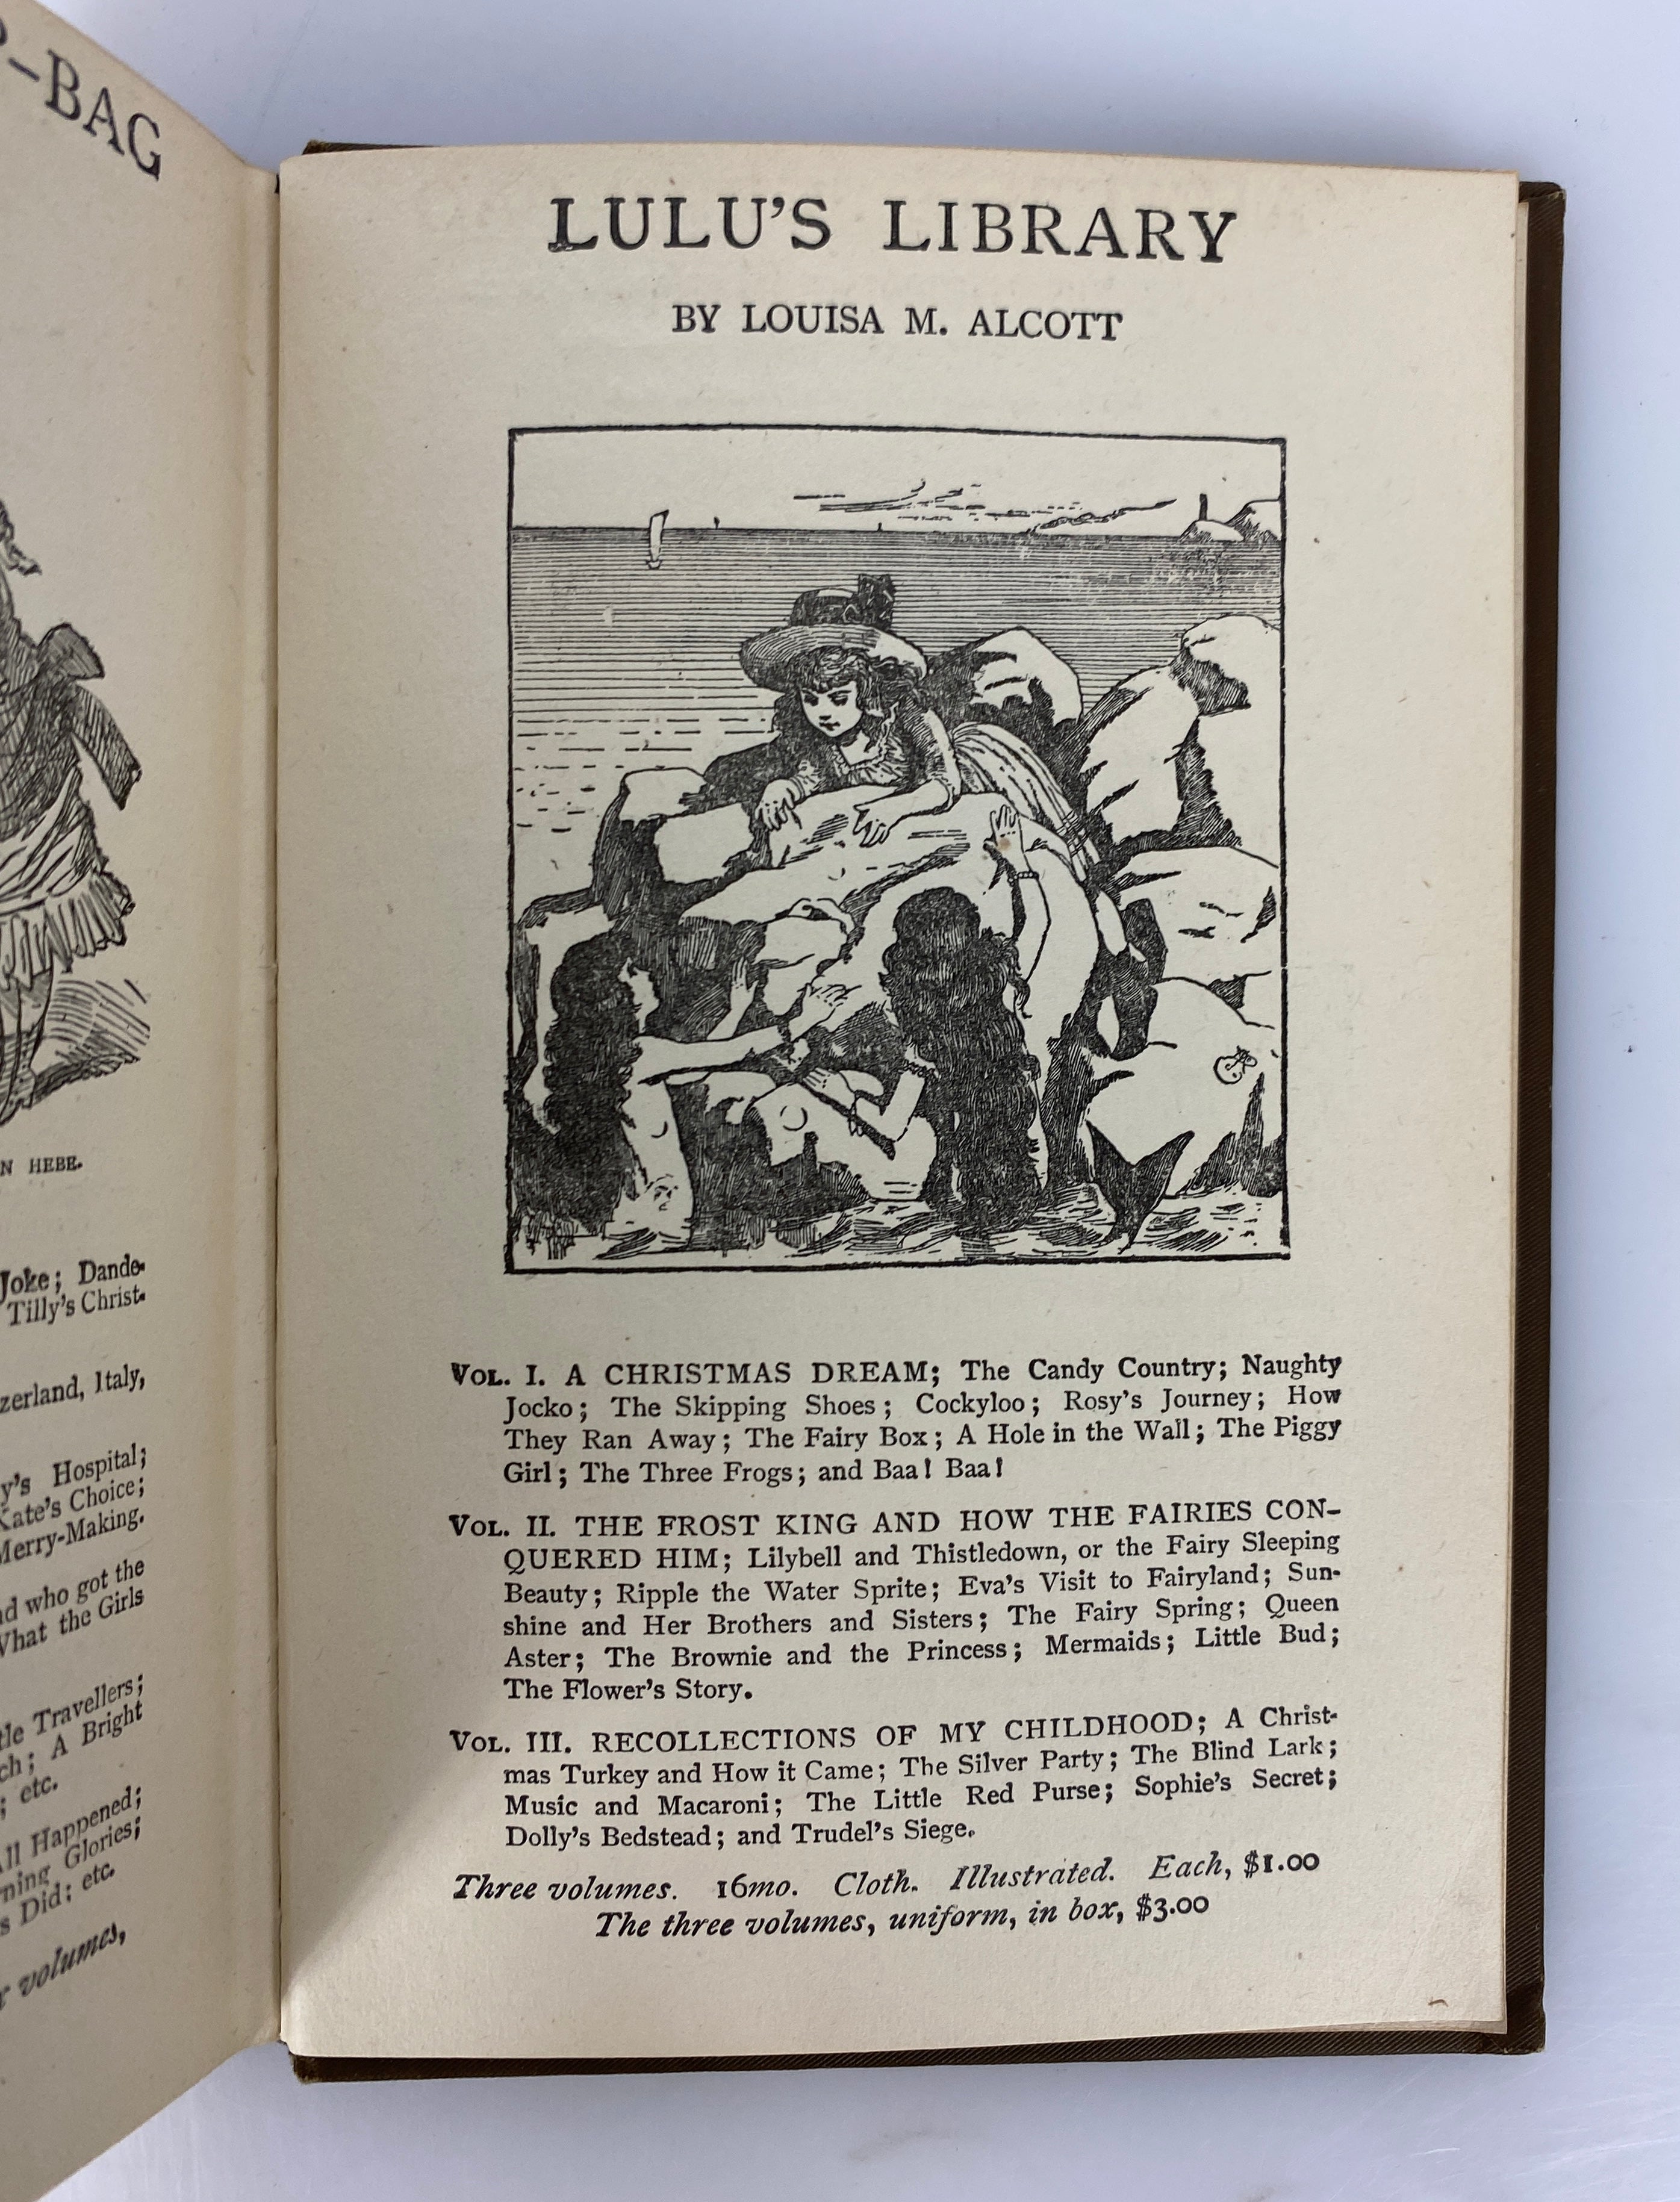 -BAG
HEBE.
Joke; Dande-
Tilly's Christ-
Italy,
Hospital;
Kate's Choice;
Merry-Making.
who got the
What the Girls
Travellers;
A Bright
; etc.
All Happened;
Glories;
Did; etc.
volumes,
LULU'S LIBRARY
BY LOUISA M. ALCOTT
VOL. I. A CHRISTMAS DREAM; The Candy Country; Naughty
Jocko; The Skipping Shoes; Cockyloo; Rosy's Journey; How
They Ran Away; The Fairy Box; A Hole in the Wall; The Piggy
Girl; The Three Frogs; and Baa! Baa!
VOL. II. THE FROST KING AND HOW THE FAIRIES CON-
QUERED HIM; Lilybell and Thistledown, or the Fairy Sleeping
Beauty; Ripple the Water Sprite; Eva's Visit to Fairyland; Sun-
shine and Her Brothers and Sisters; The Fairy Spring; Queen
Aster; The Brownie and the Princess; Mermaids; Little Bud;
The Flower's Story.
VOL. III. RECOLLECTIONS OF MY CHILDHOOD; A Christ-
mas Turkey and How it Came; The Silver Party; The Blind Lark;
Music and Macaroni; The Little Red Purse; Sophie's Secret;
Dolly's Bedstead; and Trudel's Siege.
Three volumes. 16mo. Cloth. Illustrated. Each, $1.00
The three volumes, uniform, in box, $3.00